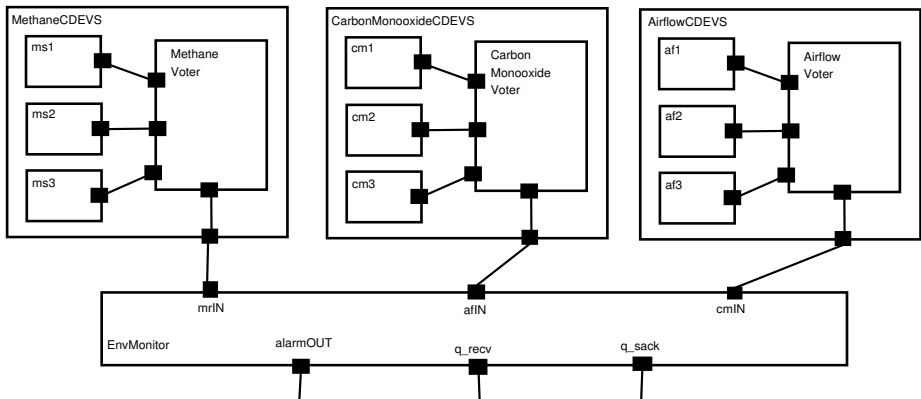 MethaneCDEVS
ms1
Methane
Voter
ms2
ms3
CarbonMonooxideCDEVS
cm1
Carbon
Monooxide
Voter
cm2
cm3
AirflowCDEVS
af1
Airflow
Voter
af2
af3
mrIN
afIN
cmIN
EnvMonitor
alarmOUT
q_recv
q_sack